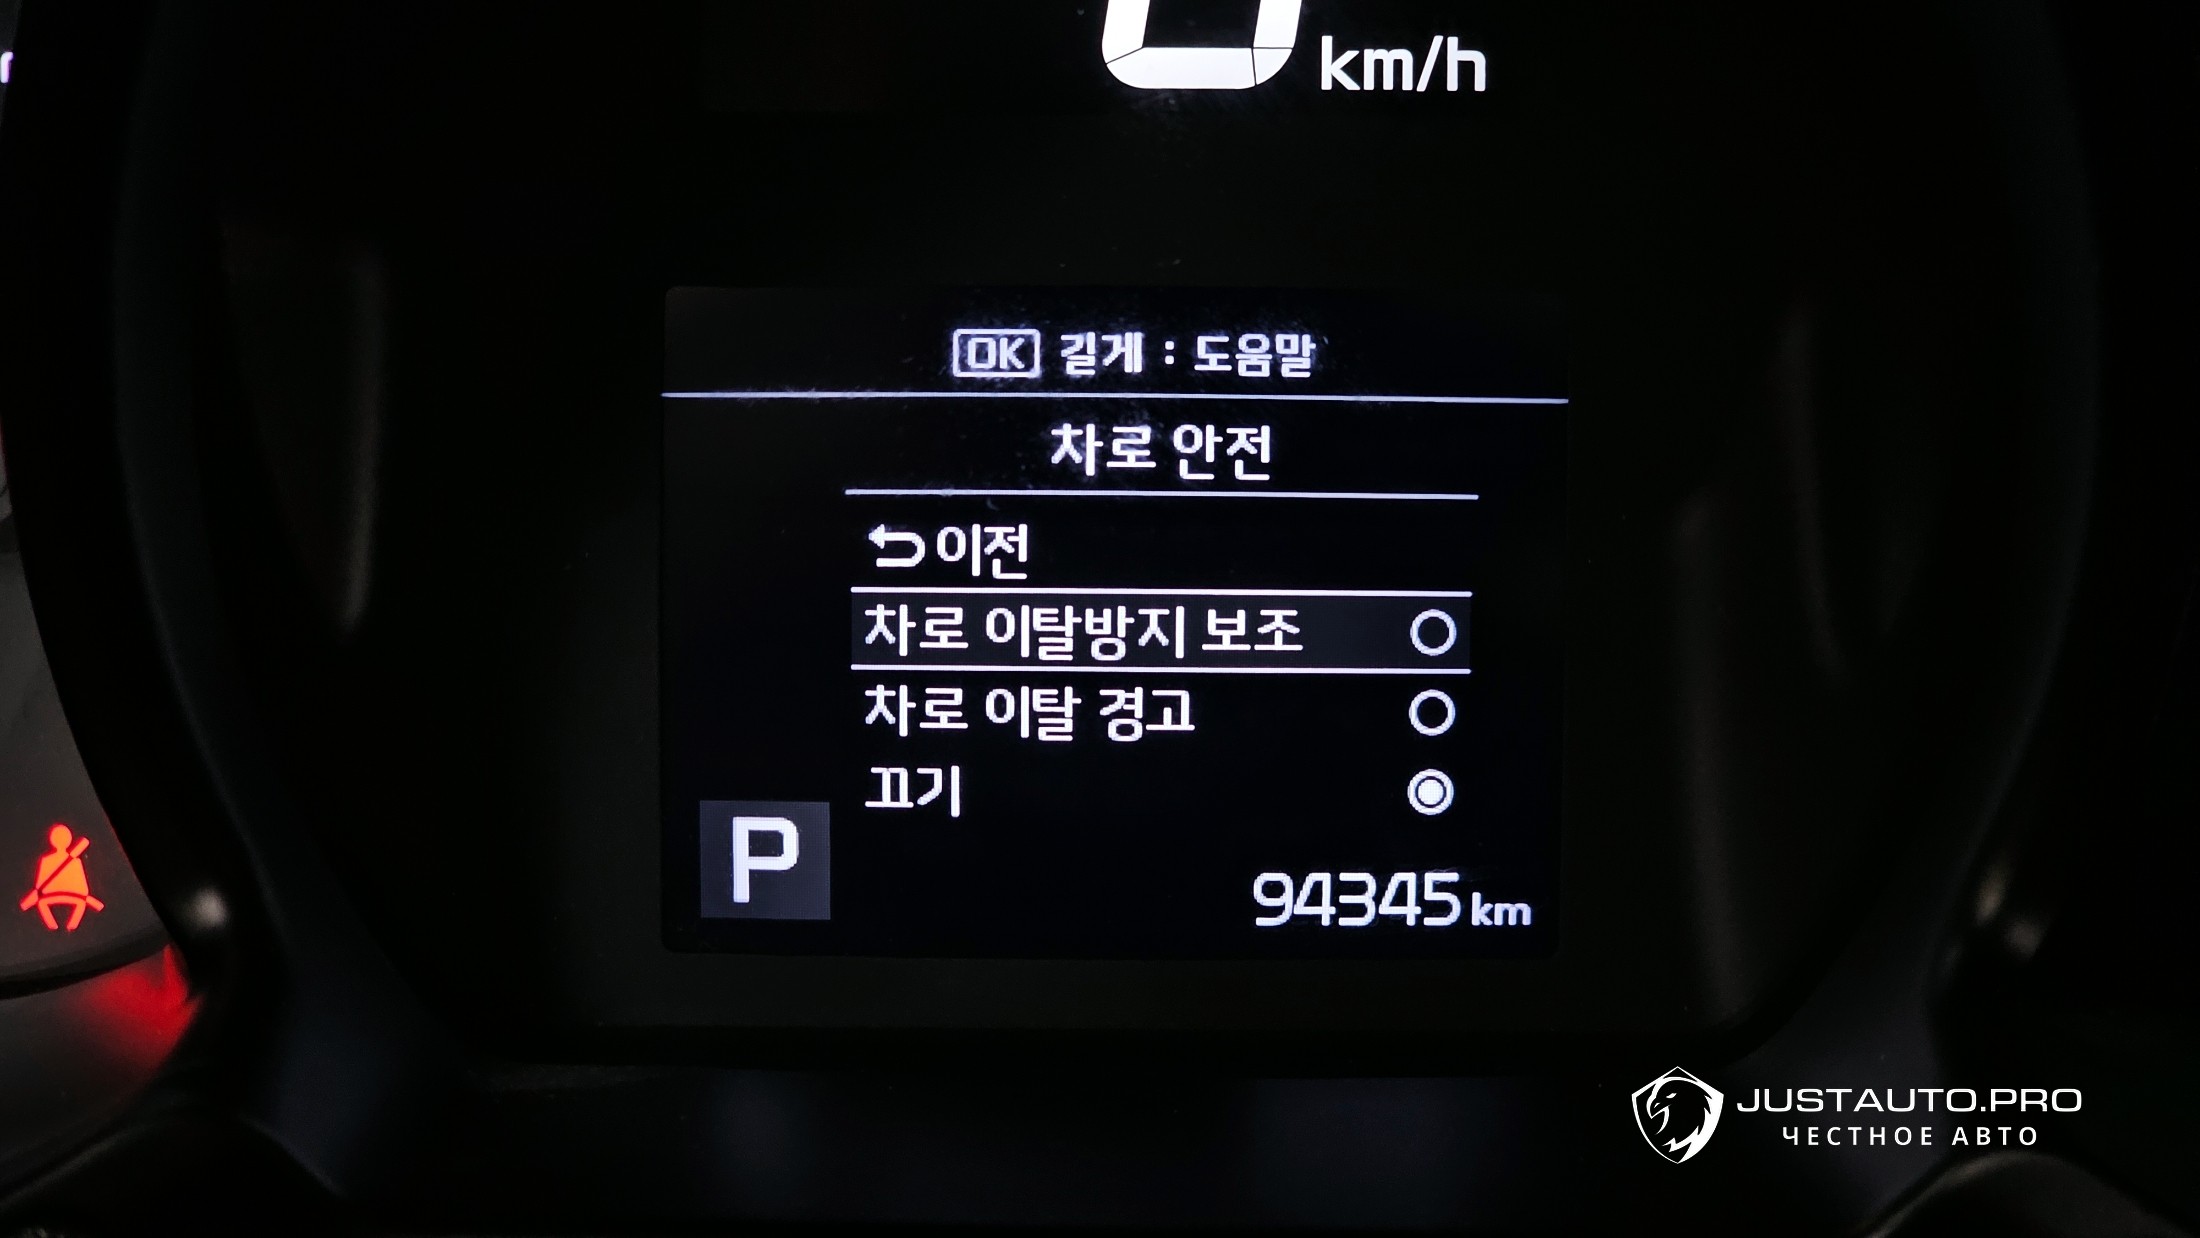 0 km/h
OK 길게 : 도움말
차로 안전
이전
차로 이탈방지 보조
차로 이탈 경고
끄기
P
94345 km
JUSTAUTO.PRO
ЧЕСТНОЕ АВТО